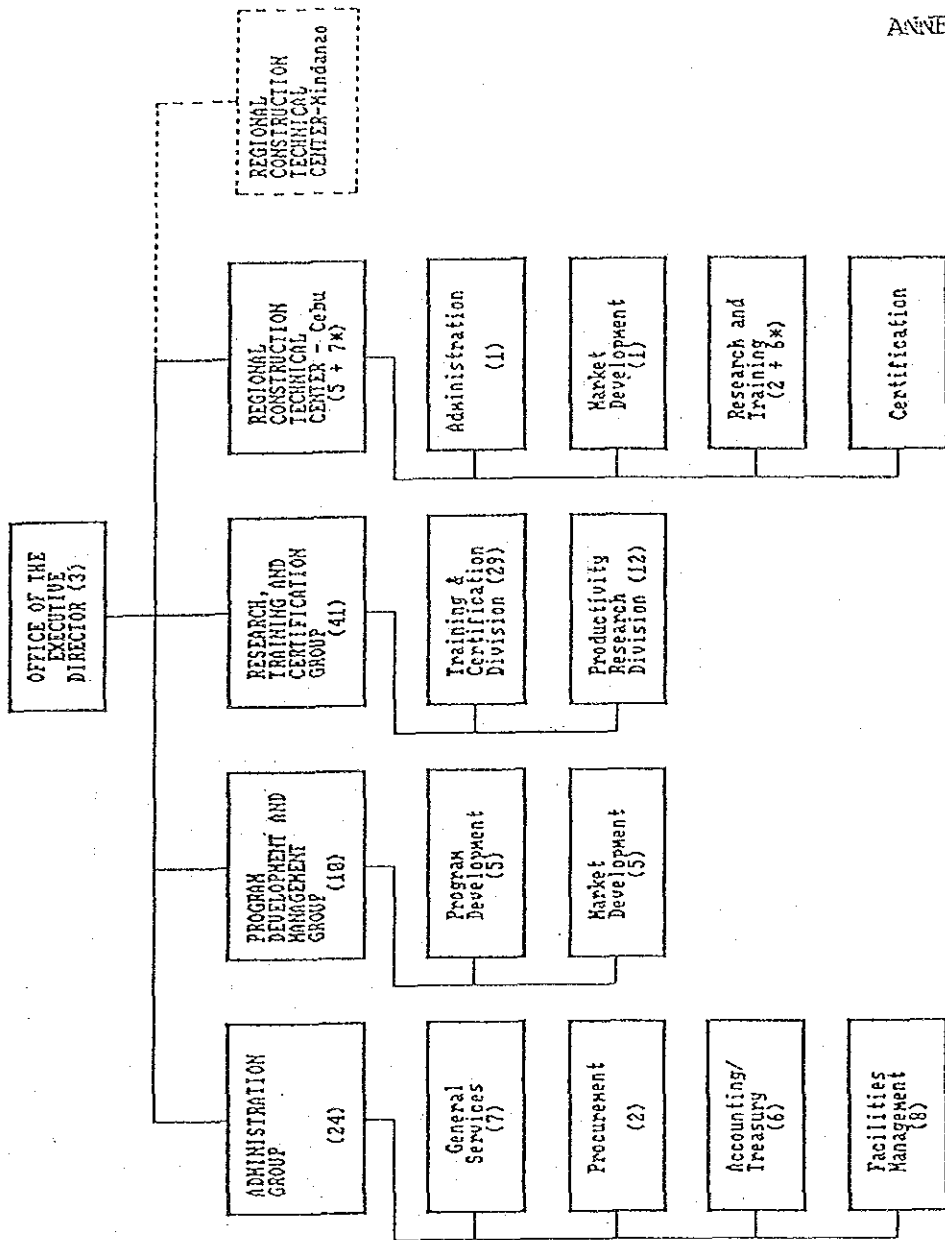 ANNE
OFFICE OF THE
EXECUTIVE
DIRECTOR (3)
ADMINISTRATION
GROUP
(24)
PROGRAM
DEVELOPMENT AND
MANAGEMENT
GROUP
(10)
RESEARCH,
TRAINING AND
CERTIFICATION
GROUP
(41)
REGIONAL
CONSTRUCTION
TECHNICAL
CENTER - Cebu
(5 + 7*)
REGIONAL
CONSTRUCTION
TECHNICAL
CENTER-Mindanao
General
Services
(7)
Procurement
(2)
Accounting/
Treasury
(6)
Facilities
Management
(8)
Program
Development
(5)
Market
Development
(5)
Training &
Certification
Division (29)
Productivity
Research
Division (12)
Administration
(1)
Market
Development
(1)
Research and
Training
(2 + 6*)
Certification